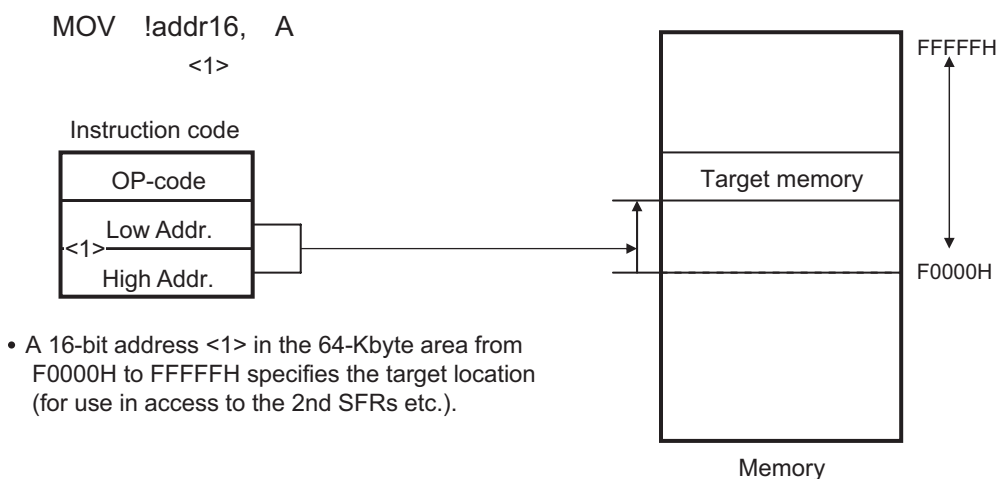 MOV !addr16, A
<1>
Instruction code
OP-code
Low Addr.
<1>
High Addr.
FFFFFH
Target memory
F0000H
Memory
• A 16-bit address <1> in the 64-Kbyte area from
F0000H to FFFFFH specifies the target location
(for use in access to the 2nd SFRs etc.).